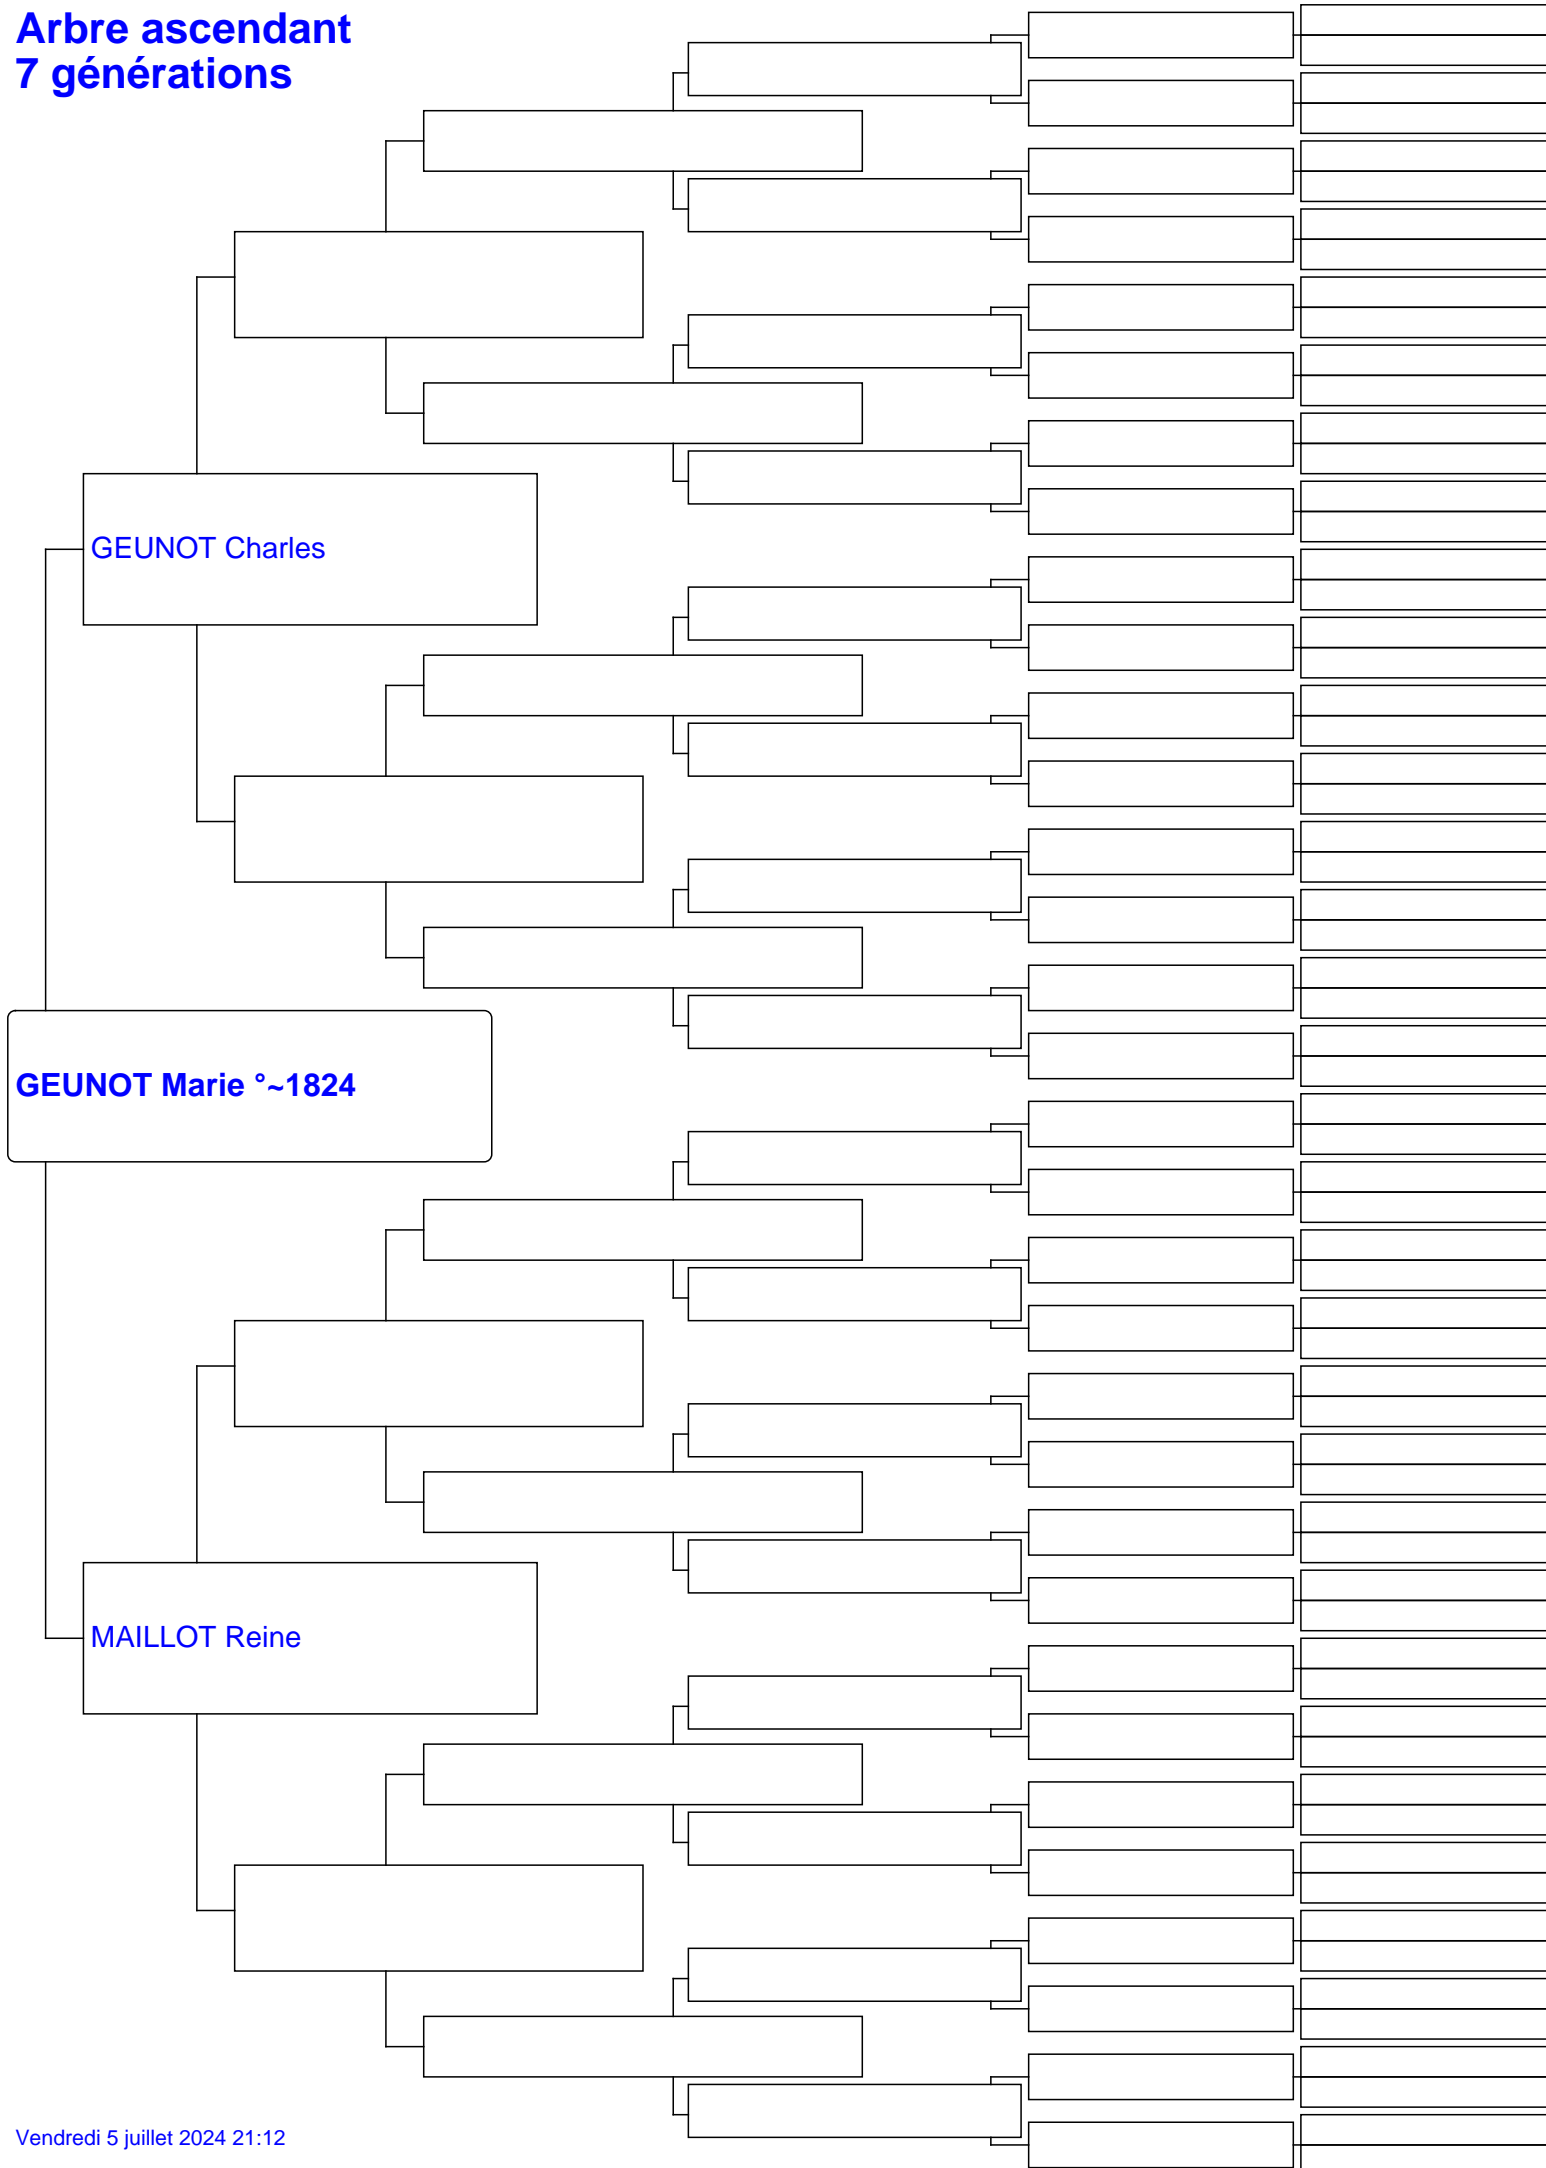 Arbre ascendant
7 générations
GEUNOT Charles
GEUNOT Marie °~1824
MAILLOT Reine
Vendredi 5 juillet 2024 21:12